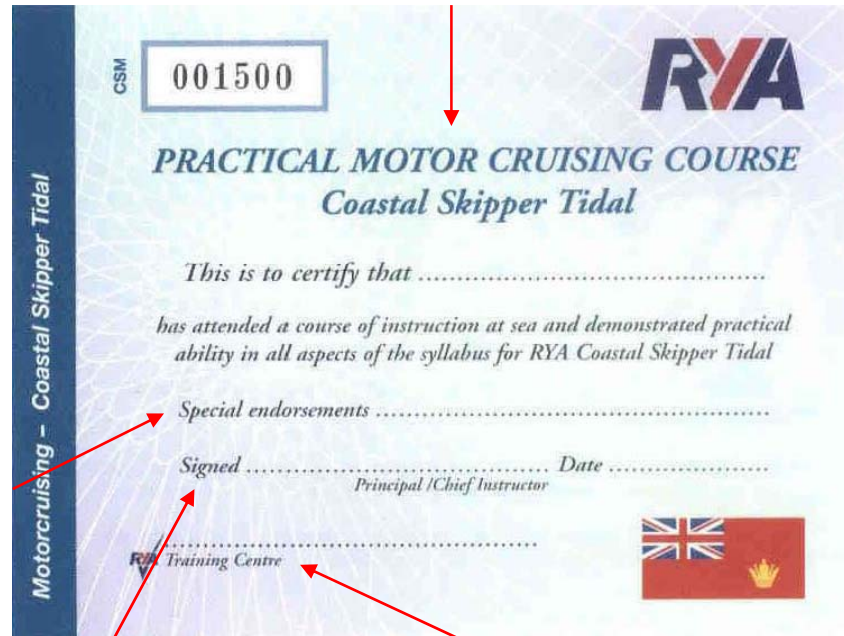 CSM
001500
RYA
PRACTICAL MOTOR CRUISING COURSE
Coastal Skipper Tidal
Motorcruising – Coastal Skipper Tidal
This is to certify that ............................................
has attended a course of instruction at sea and demonstrated practical
ability in all aspects of the syllabus for RYA Coastal Skipper Tidal
Special endorsements ..................................................
Signed ...................................... Date ....................
Principal /Chief Instructor
................................................
RYA Training Centre